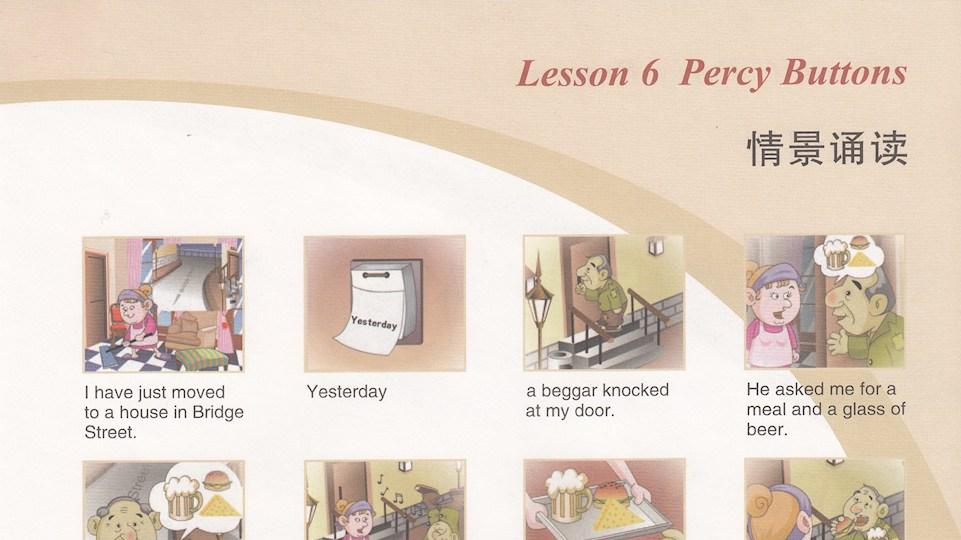 Lesson 6 Percy Buttons
情景诵读
Yesterday
I have just moved
to a house in Bridge
Street.
Yesterday
a beggar knocked
at my door.
He asked me for a
meal and a glass of
beer.
Street